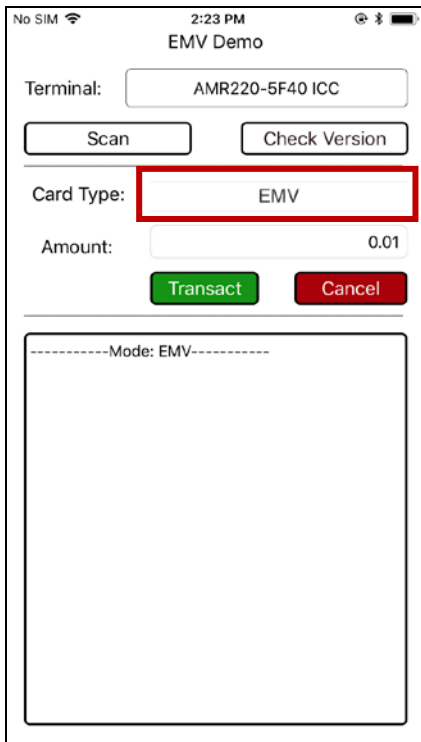 No SIM 2:23 PM
EMV Demo
Terminal: AMR220-5F40 ICC
Scan Check Version
Card Type: EMV
Amount: 0.01
Transact Cancel
-----------Mode: EMV-----------